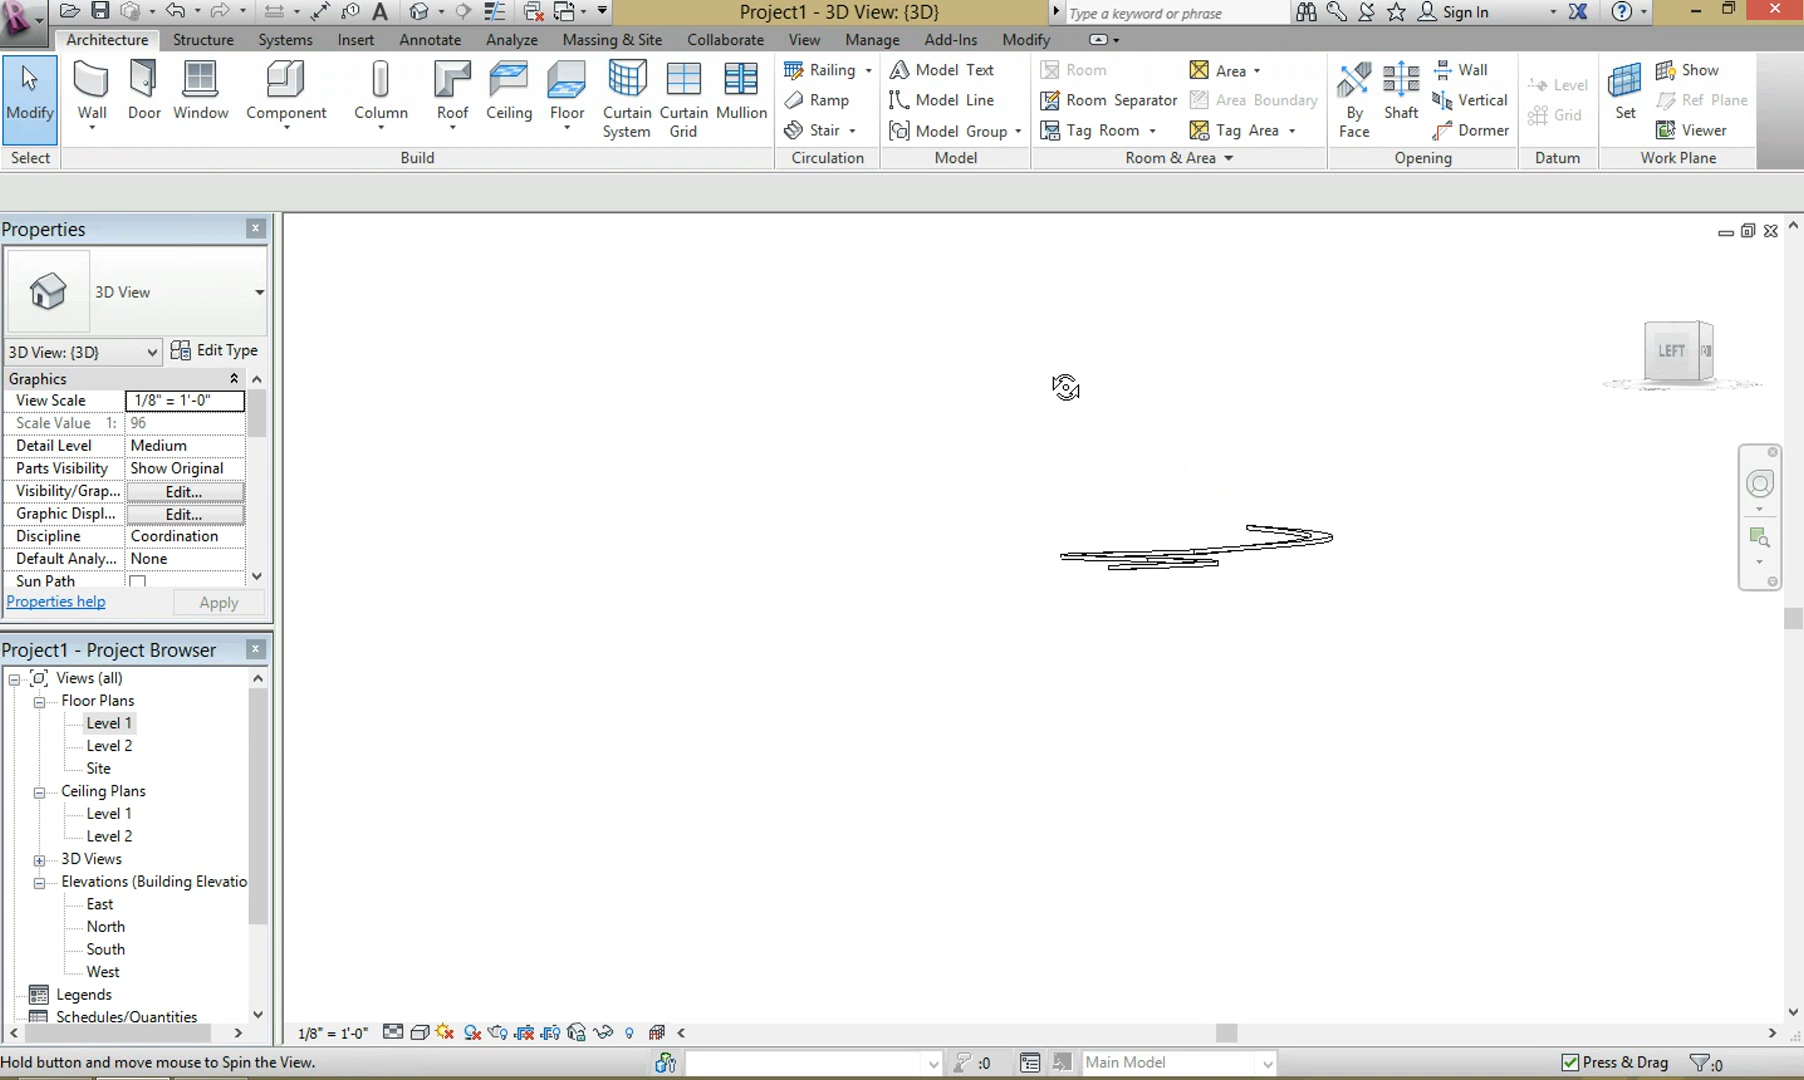 Project1 - 3D View: {3D}
Type a keyword or phrase
Sign In
Architecture Structure Systems Insert Annotate Analyze Massing & Site Collaborate View Manage Add-Ins Modify
Modify
Wall
Door
Window
Component
Column
Roof
Ceiling
Floor
Curtain System
Curtain Grid
Mullion
Railing
Ramp
Stair
Model Text
Model Line
Model Group
Room
Room Separator
Tag Room
Area
Area Boundary
Tag Area
By Face
Shaft
Wall
Vertical
Dormer
Level
Grid
Set
Show
Ref Plane
Viewer
Select Build Circulation Model Room & Area Opening Datum Work Plane
Properties
3D View
3D View: {3D} Edit Type
Graphics
View Scale 1/8" = 1'-0"
Scale Value 1: 96
Detail Level Medium
Parts Visibility Show Original
Visibility/Grap... Edit...
Graphic Displ... Edit...
Discipline Coordination
Default Analy... None
Sun Path
Properties help Apply
Project1 - Project Browser
Views (all)
Floor Plans
Level 1
Level 2
Site
Ceiling Plans
Level 1
Level 2
3D Views
Elevations (Building Elevatio
East
North
South
West
Legends
Schedules/Quantities
LEFT
1/8" = 1'-0"
Hold button and move mouse to Spin the View.
:0
Main Model
Press & Drag
:0